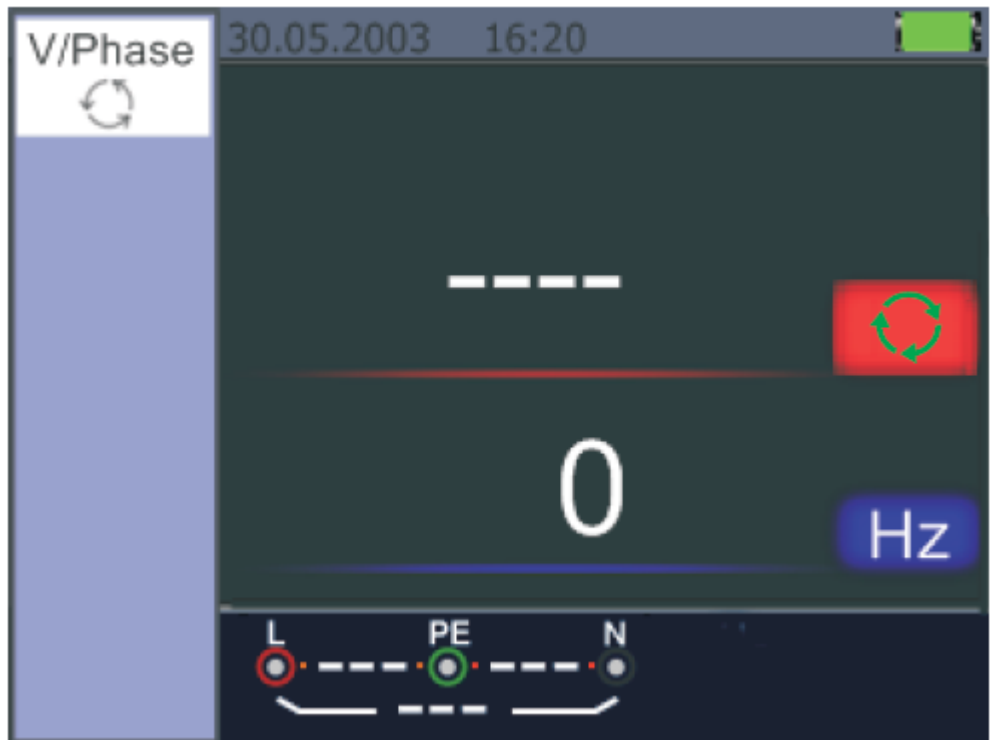 V/Phase
30.05.2003 16:20
----
0
Hz
L PE N
--- ---
---